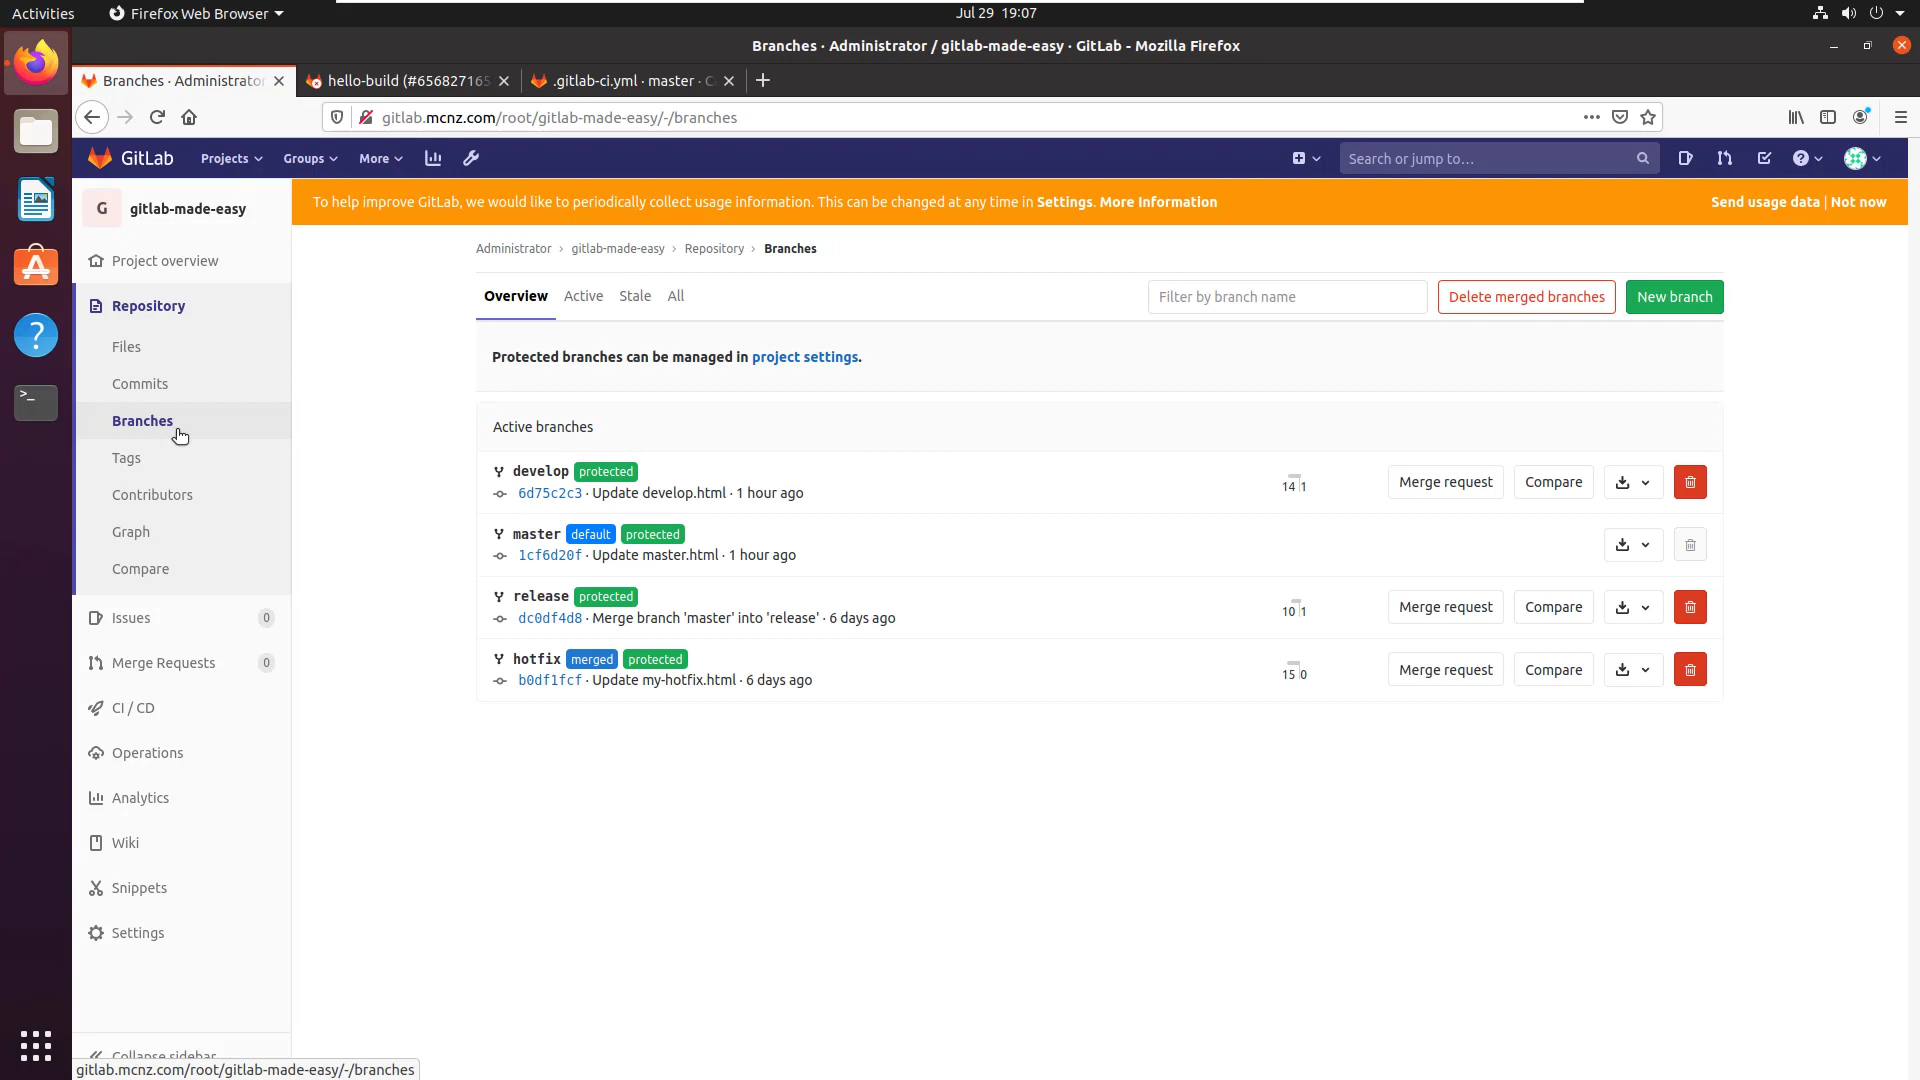 Activities
Firefox Web Browser
Jul 29 19:07
Branches · Administrator / gitlab-made-easy · GitLab - Mozilla Firefox
Branches · Administrator
hello-build (#656827165
.gitlab-ci.yml · master · C
gitlab.mcnz.com/root/gitlab-made-easy/-/branches
GitLab
Projects
Groups
More
Search or jump to…
G
gitlab-made-easy
To help improve GitLab, we would like to periodically collect usage information. This can be changed at any time in Settings. More Information
Send usage data | Not now
Project overview
Repository
Files
Commits
Branches
Tags
Contributors
Graph
Compare
Issues 0
Merge Requests 0
CI / CD
Operations
Analytics
Wiki
Snippets
Settings
Collapse sidebar
gitlab.mcnz.com/root/gitlab-made-easy/-/branches
Administrator › gitlab-made-easy › Repository › Branches
Overview Active Stale All
Filter by branch name
Delete merged branches
New branch
Protected branches can be managed in project settings.
Active branches
develop protected
6d75c2c3 · Update develop.html · 1 hour ago
14 1
Merge request
Compare
master default protected
1cf6d20f · Update master.html · 1 hour ago
release protected
dc0df4d8 · Merge branch 'master' into 'release' · 6 days ago
10 1
Merge request
Compare
hotfix merged protected
b0df1fcf · Update my-hotfix.html · 6 days ago
15 0
Merge request
Compare